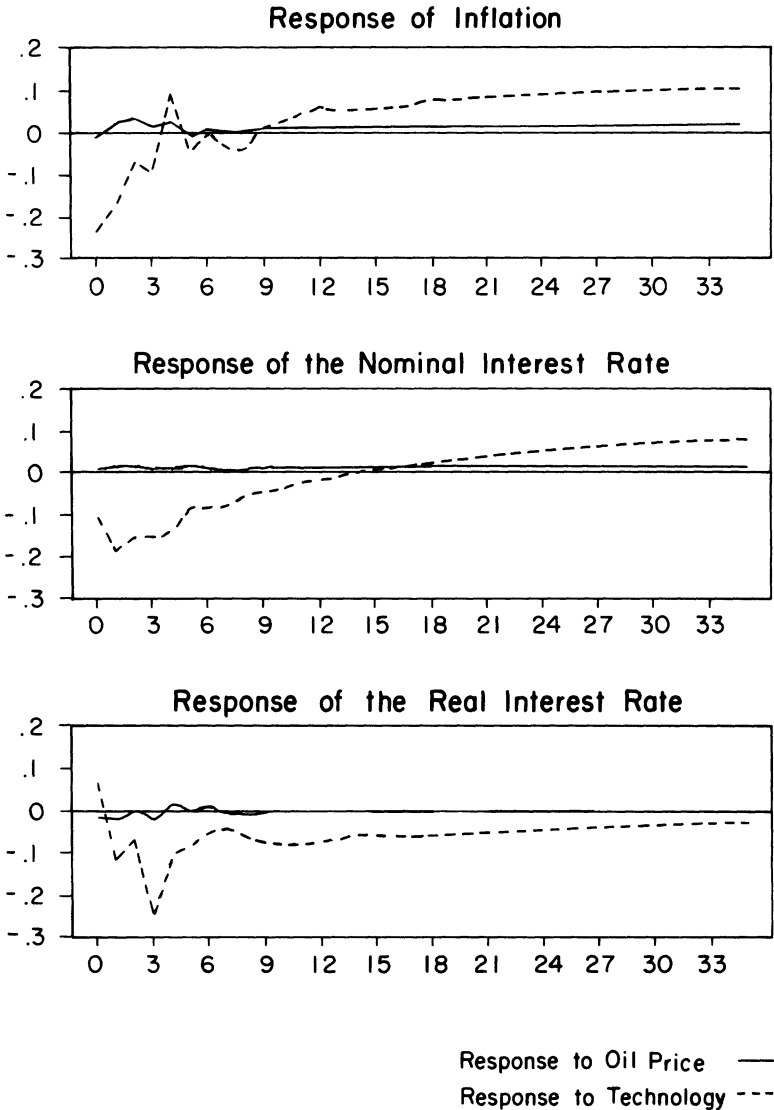 Response of Inflation
.2
.1
0
-.1
-.2
-.3
0 3 6 9 12 15 18 21 24 27 30 33
Response of the Nominal Interest Rate
.2
.1
0
-.1
-.2
-.3
0 3 6 9 12 15 18 21 24 27 30 33
Response of the Real Interest Rate
.2
.1
0
-.1
-.2
-.3
0 3 6 9 12 15 18 21 24 27 30 33
Response to Oil Price
Response to Technology